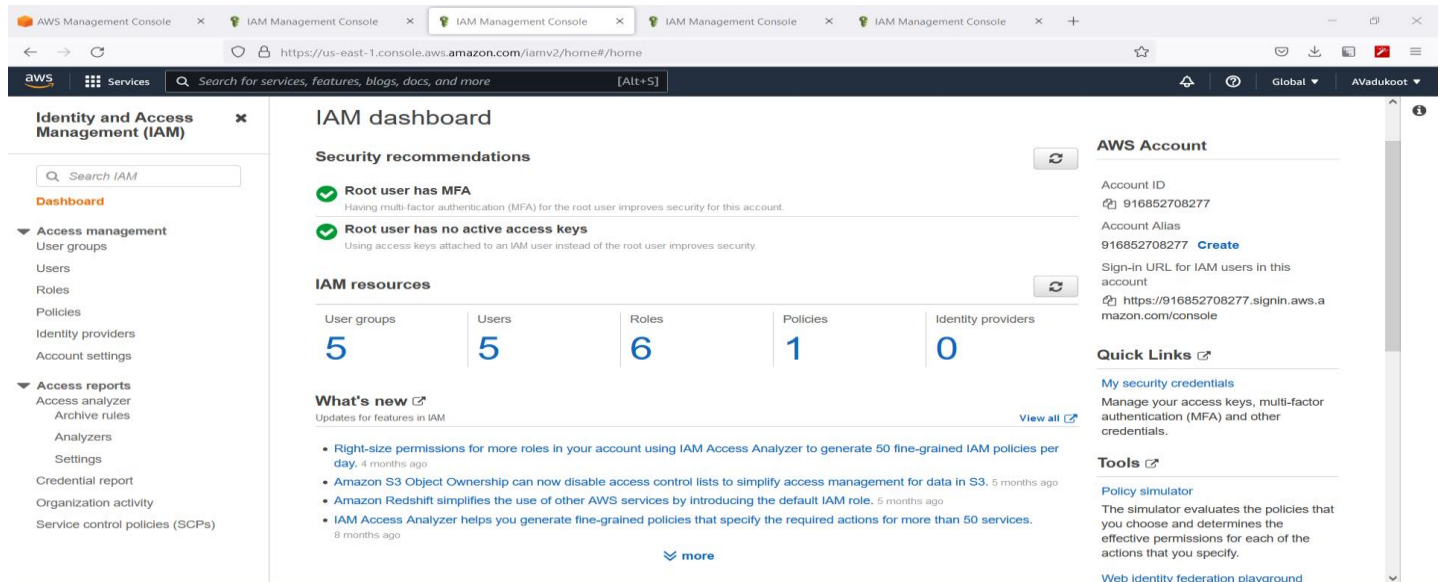 AWS Management Console
IAM Management Console
IAM Management Console
IAM Management Console
IAM Management Console
https://us-east-1.console.aws.amazon.com/iamv2/home#/home
aws
Services
Search for services, features, blogs, docs, and more
[Alt+S]
Global
AVadukoot
Identity and Access
Management (IAM)
Search IAM
Dashboard
Access management
User groups
Users
Roles
Policies
Identity providers
Account settings
Access reports
Access analyzer
Archive rules
Analyzers
Settings
Credential report
Organization activity
Service control policies (SCPs)
IAM dashboard
Security recommendations
Root user has MFA
Having multi-factor authentication (MFA) for the root user improves security for this account.
Root user has no active access keys
Using access keys attached to an IAM user instead of the root user improves security.
IAM resources
User groups
5
Users
5
Roles
6
Policies
1
Identity providers
0
What's new
Updates for features in IAM
View all
Right-size permissions for more roles in your account using IAM Access Analyzer to generate 50 fine-grained IAM policies per
day. 4 months ago
Amazon S3 Object Ownership can now disable access control lists to simplify access management for data in S3. 5 months ago
Amazon Redshift simplifies the use of other AWS services by introducing the default IAM role. 5 months ago
IAM Access Analyzer helps you generate fine-grained policies that specify the required actions for more than 50 services.
8 months ago
more
AWS Account
Account ID
916852708277
Account Alias
916852708277 Create
Sign-in URL for IAM users in this
account
https://916852708277.signin.aws.a
mazon.com/console
Quick Links
My security credentials
Manage your access keys, multi-factor
authentication (MFA) and other
credentials.
Tools
Policy simulator
The simulator evaluates the policies that
you choose and determines the
effective permissions for each of the
actions that you specify.
Web identity federation playground